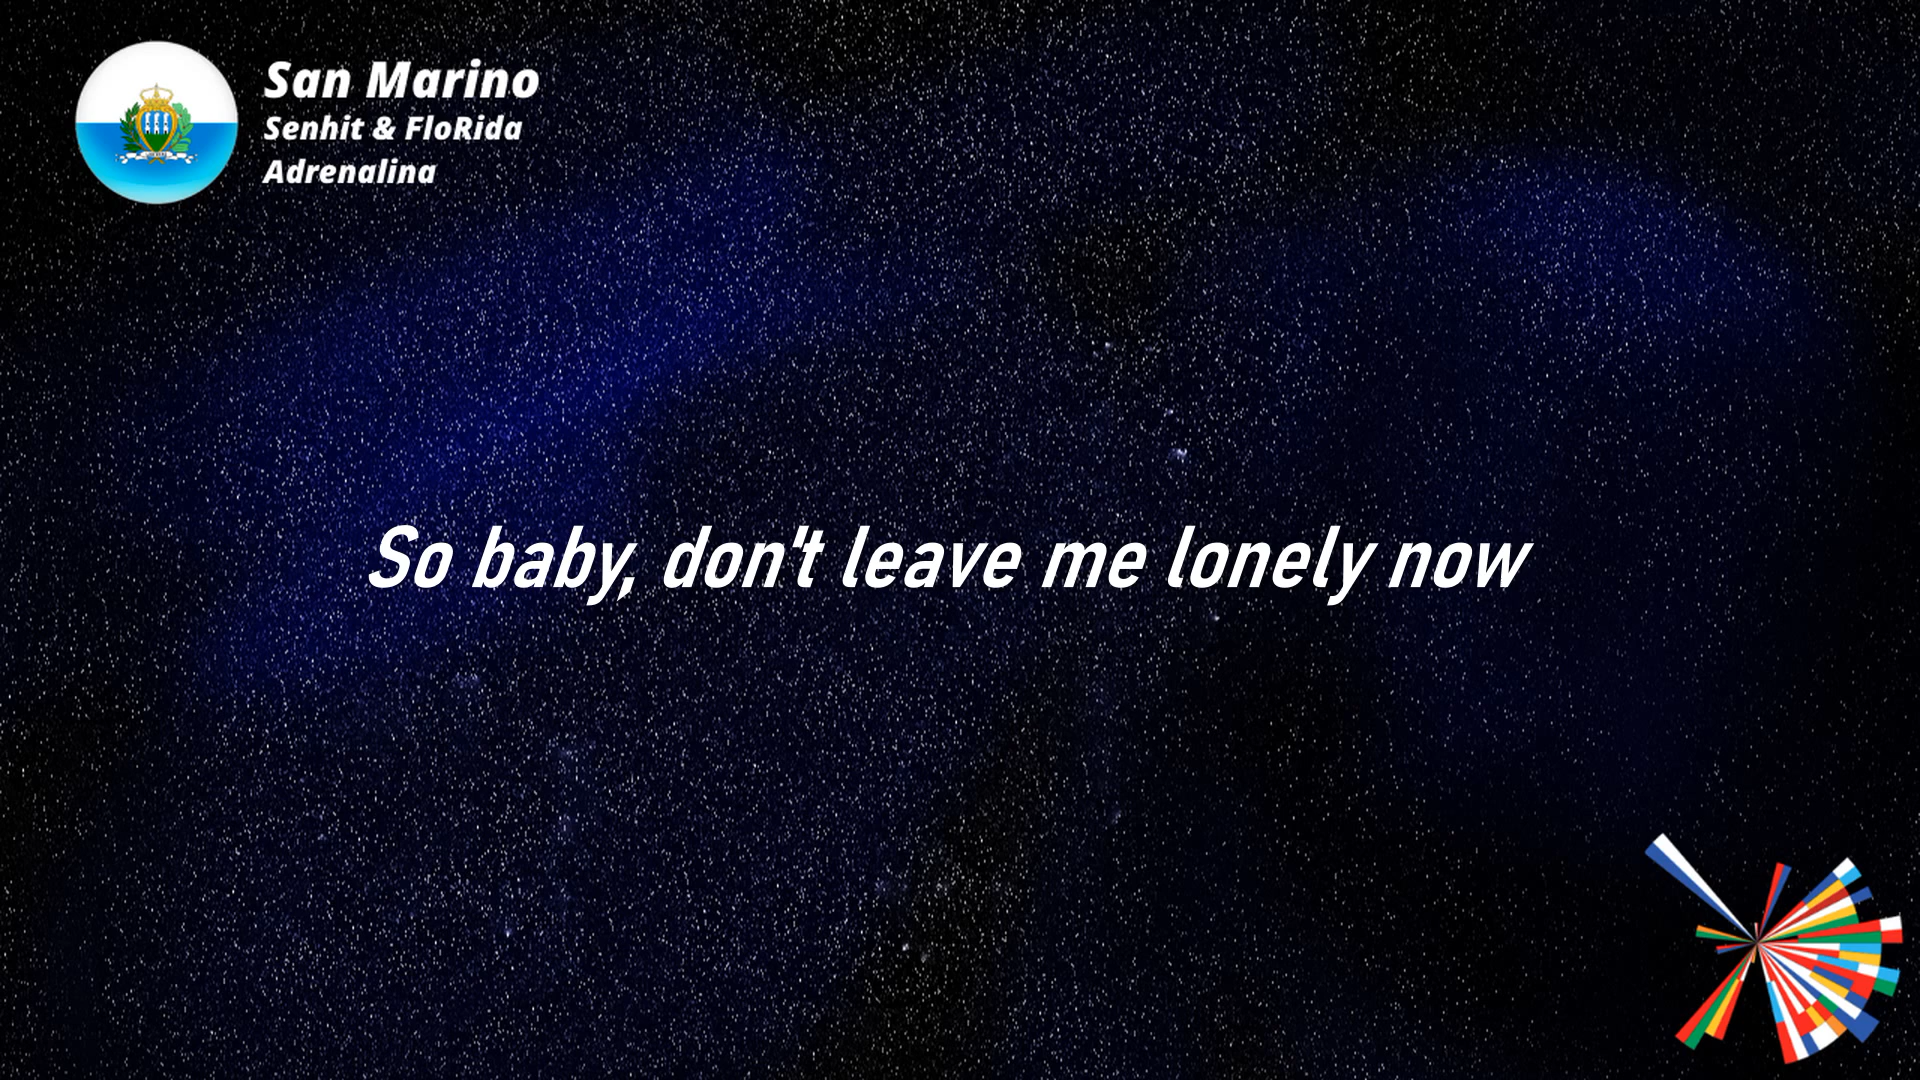 San Marino
Senhit & FloRida
Adrenalina
So baby, don't leave me lonely now